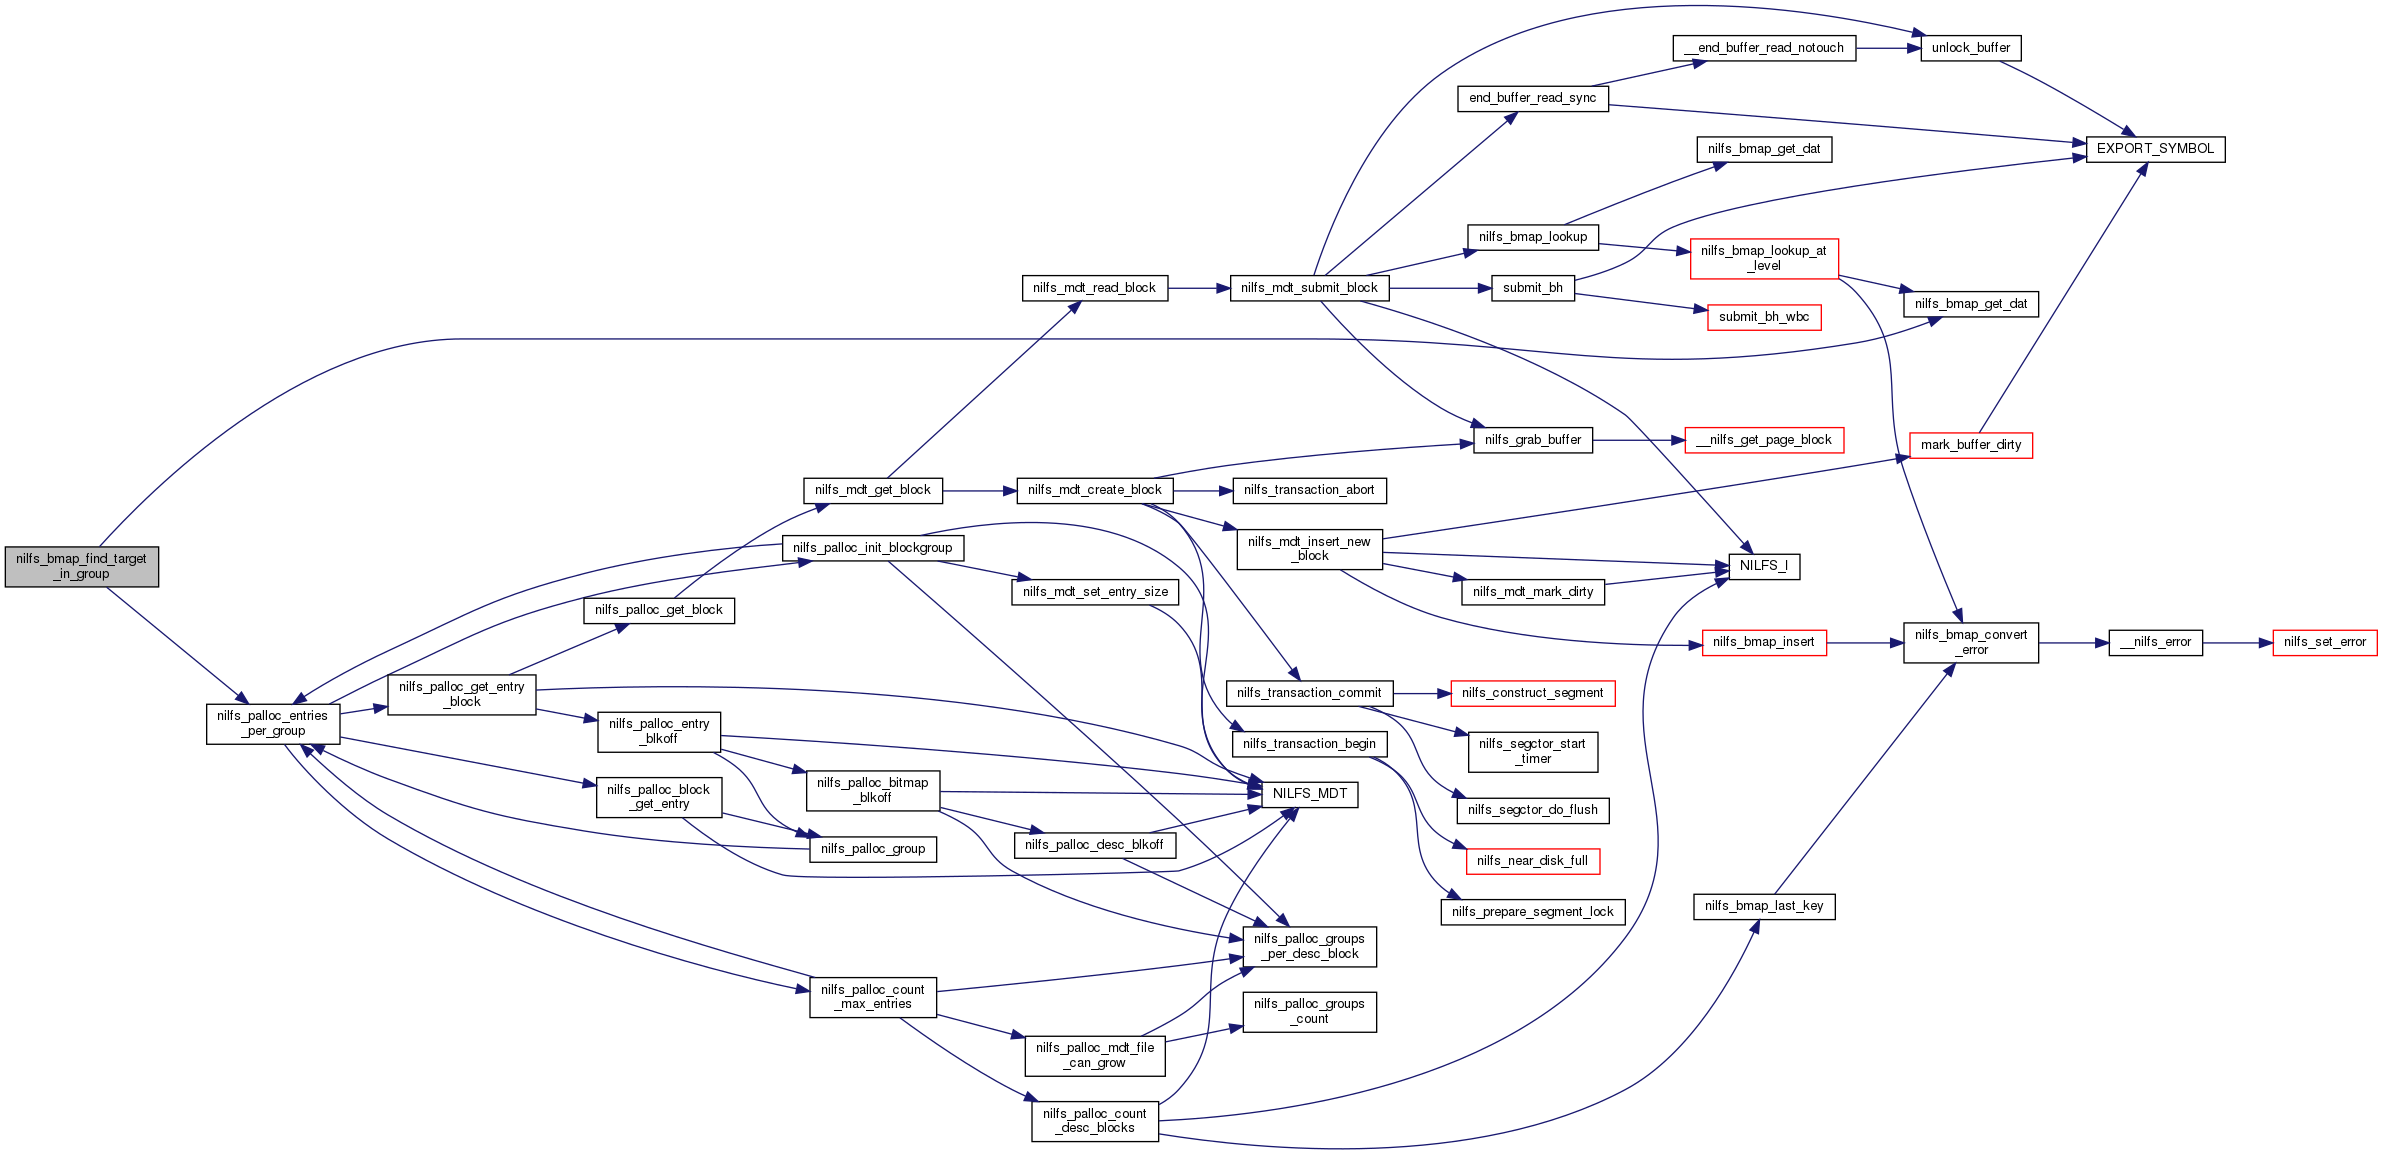 unlock_buffer
__end_buffer_read_notouch
end_buffer_read_sync
EXPORT_SYMBOL
nilfs_bmap_get_dat
nilfs_bmap_lookup
nilfs_bmap_lookup_at
_level
nilfs_mdt_read_block
nilfs_mdt_submit_block
submit_bh
nilfs_bmap_get_dat
submit_bh_wbc
nilfs_grab_buffer
__nilfs_get_page_block
mark_buffer_dirty
nilfs_mdt_get_block
nilfs_mdt_create_block
nilfs_transaction_abort
nilfs_palloc_init_blockgroup
nilfs_mdt_insert_new
_block
nilfs_bmap_find_target
_in_group
NILFS_I
nilfs_mdt_set_entry_size
nilfs_mdt_mark_dirty
nilfs_palloc_get_block
nilfs_bmap_insert
nilfs_bmap_convert
_error
__nilfs_error
nilfs_set_error
nilfs_palloc_get_entry
_block
nilfs_transaction_commit
nilfs_construct_segment
nilfs_palloc_entries
_per_group
nilfs_palloc_entry
_blkoff
nilfs_transaction_begin
nilfs_segctor_start
_timer
nilfs_palloc_block
_get_entry
nilfs_palloc_bitmap
_blkoff
NILFS_MDT
nilfs_segctor_do_flush
nilfs_palloc_group
nilfs_palloc_desc_blkoff
nilfs_near_disk_full
nilfs_prepare_segment_lock
nilfs_bmap_last_key
nilfs_palloc_groups
_per_desc_block
nilfs_palloc_count
_max_entries
nilfs_palloc_groups
_count
nilfs_palloc_mdt_file
_can_grow
nilfs_palloc_count
_desc_blocks